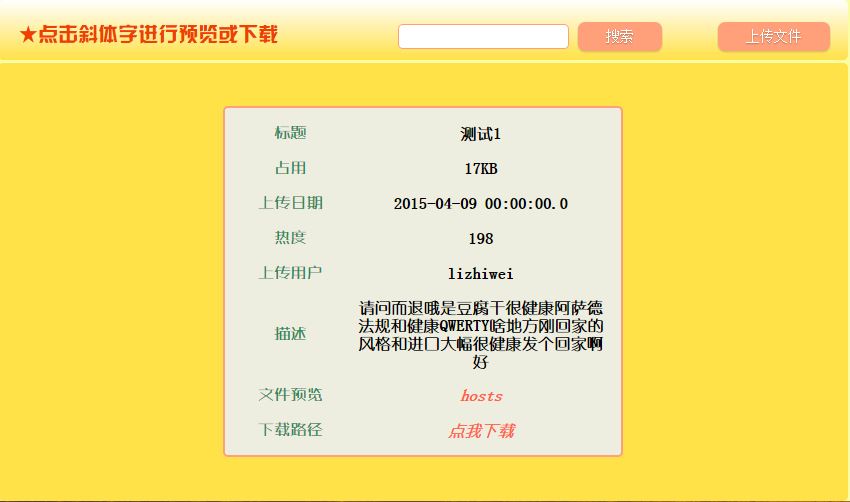 ★点击斜体字进行预览或下载
搜索
上传文件
标题 测试1
占用 17KB
上传日期 2015-04-09 00:00:00.0
热度 198
上传用户 lizhiwei
描述 请问而退哦是豆腐干很健康阿萨德
法规和健康QWERTY啥地方刚回家的
风格和进口大幅很健康发个回家啊
好
文件预览 hosts
下载路径 点我下载